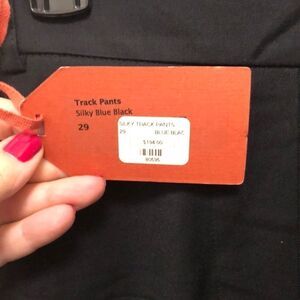 Track Pants
Silky Blue Black
29
SILKY TRACK PANTS
29
BLUE BLAC
$194.00